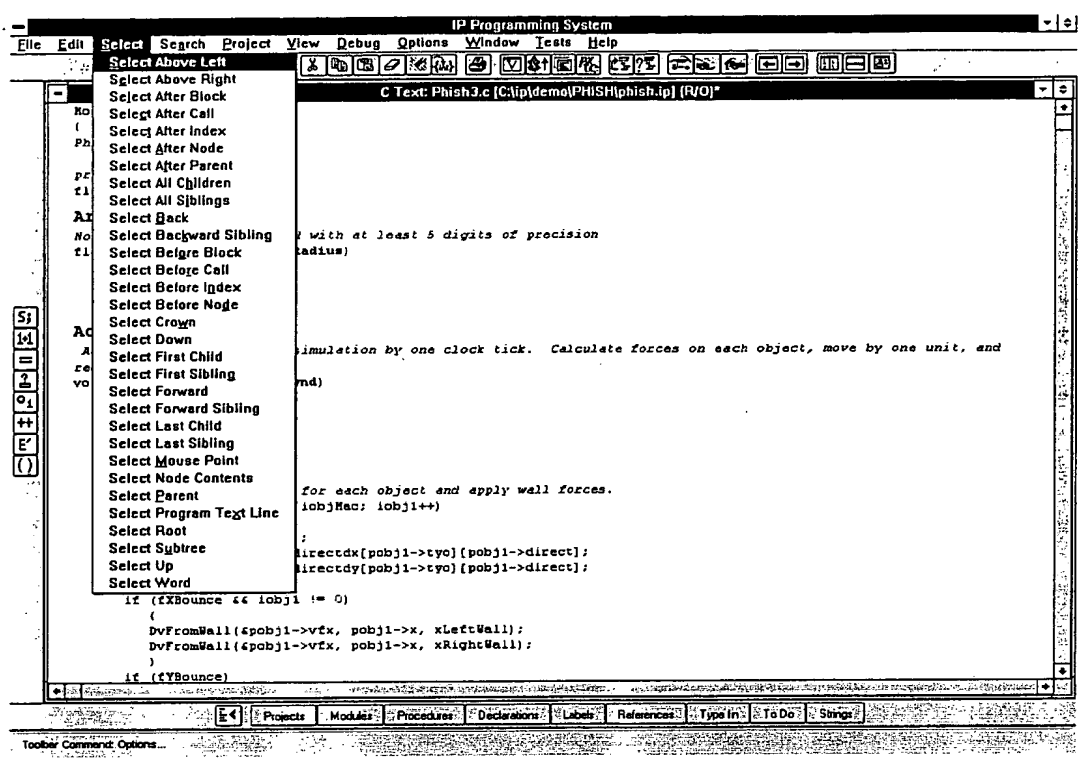 IP Programming System
File Edit Select Search Project View Debug Options Window Tests Help
C Text: Phish3.c [C:\ip\demo\PHISH\phish.ip] (R/O)*
Select Above Left
Select Above Right
Select After Block
Select After Call
Select After Index
Select After Node
Select After Parent
Select All Children
Select All Siblings
Select Back
Select Backward Sibling
Select Before Block
Select Before Call
Select Before Index
Select Before Node
Select Crown
Select Down
Select First Child
Select First Sibling
Select Forward
Select Forward Sibling
Select Last Child
Select Last Sibling
Select Mouse Point
Select Node Contents
Select Parent
Select Program Text Line
Select Root
Select Subtree
Select Up
Select Word
with at least 5 digits of precision
adius)
simulation by one clock tick. Calculate forces on each object, move by one unit, and
nd)
for each object and apply wall forces.
iobjMac; iobj1++)
;
irectdx[pobj1->tyo][pobj1->direct];
irectdy[pobj1->tyo][pobj1->direct];
if (fXBounce && iobj1 != 0)
{
DvFromWall(&pobj1->vfx, pobj1->x, xLeftWall);
DvFromWall(&pobj1->vfx, pobj1->x, xRightWall);
}
if (fYBounce)
Projects Modules Procedures Declarations Labels References Type In To Do Strings
Toolbar Command: Options...